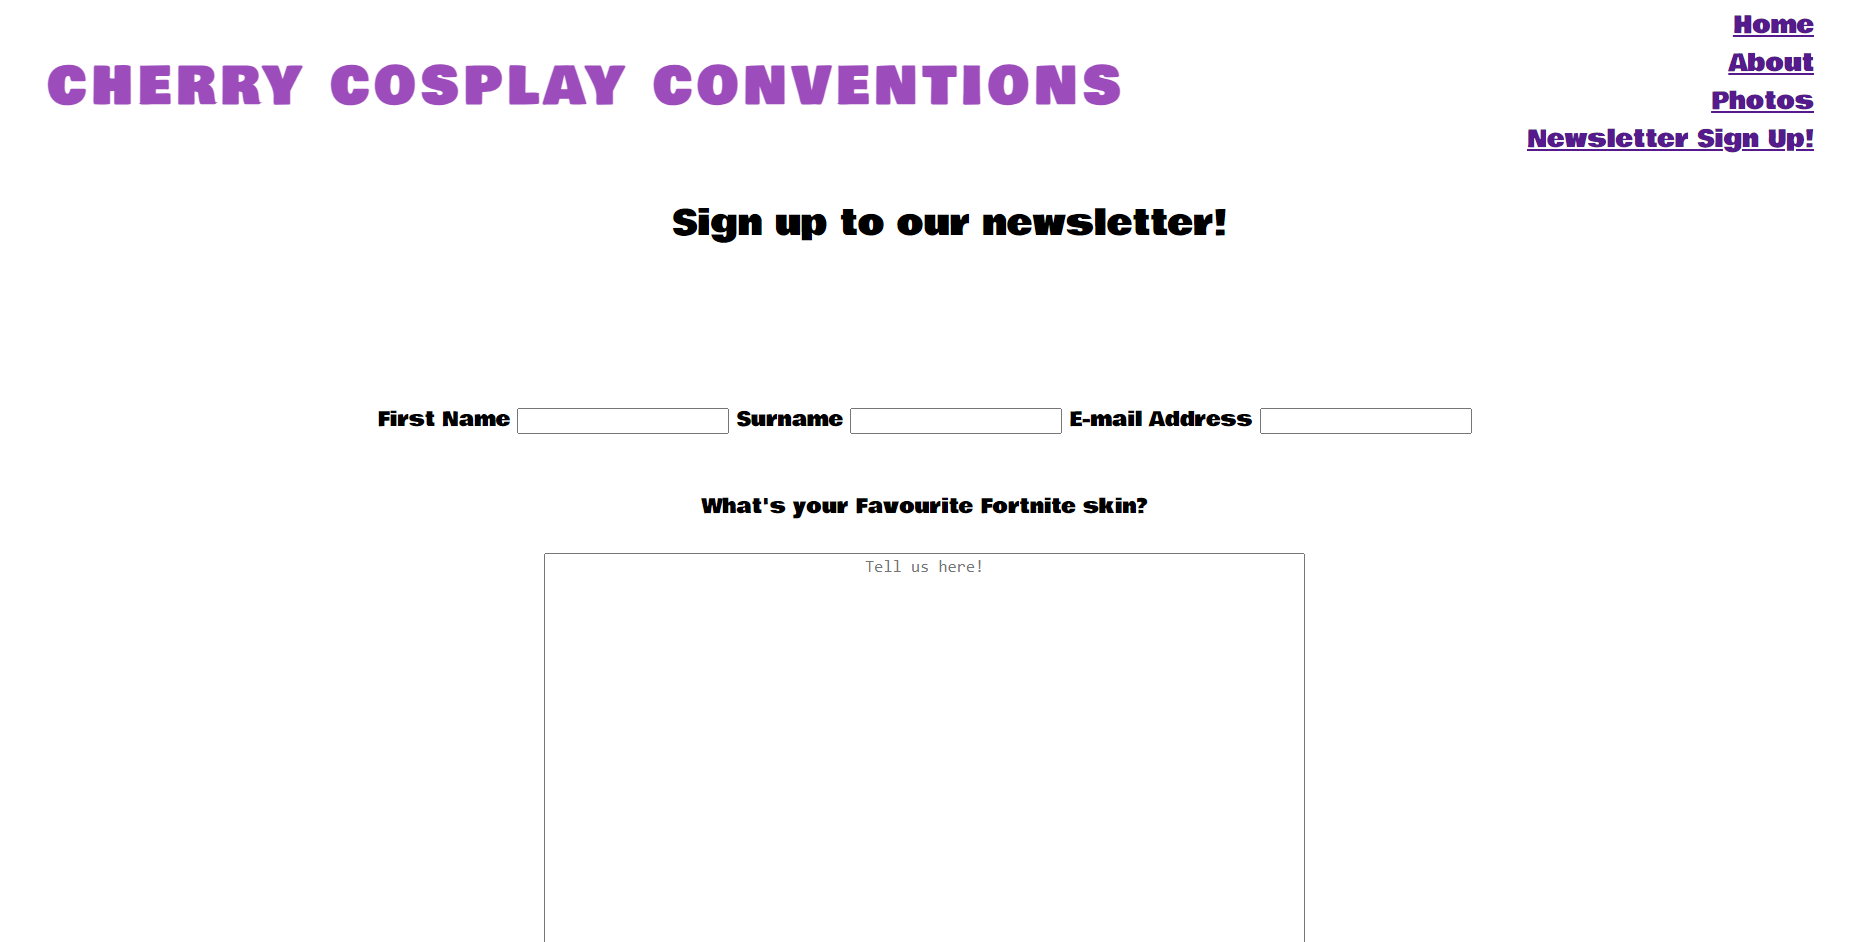 CHERRY COSPLAY CONVENTIONS
Home
About
Photos
Newsletter Sign Up!
Sign up to our newsletter!
First Name Surname E-mail Address
What's your Favourite Fortnite skin?
Tell us here!